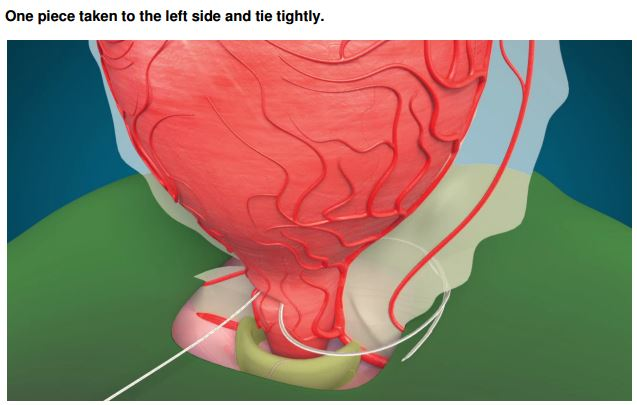 One piece taken to the left side and tie tightly.